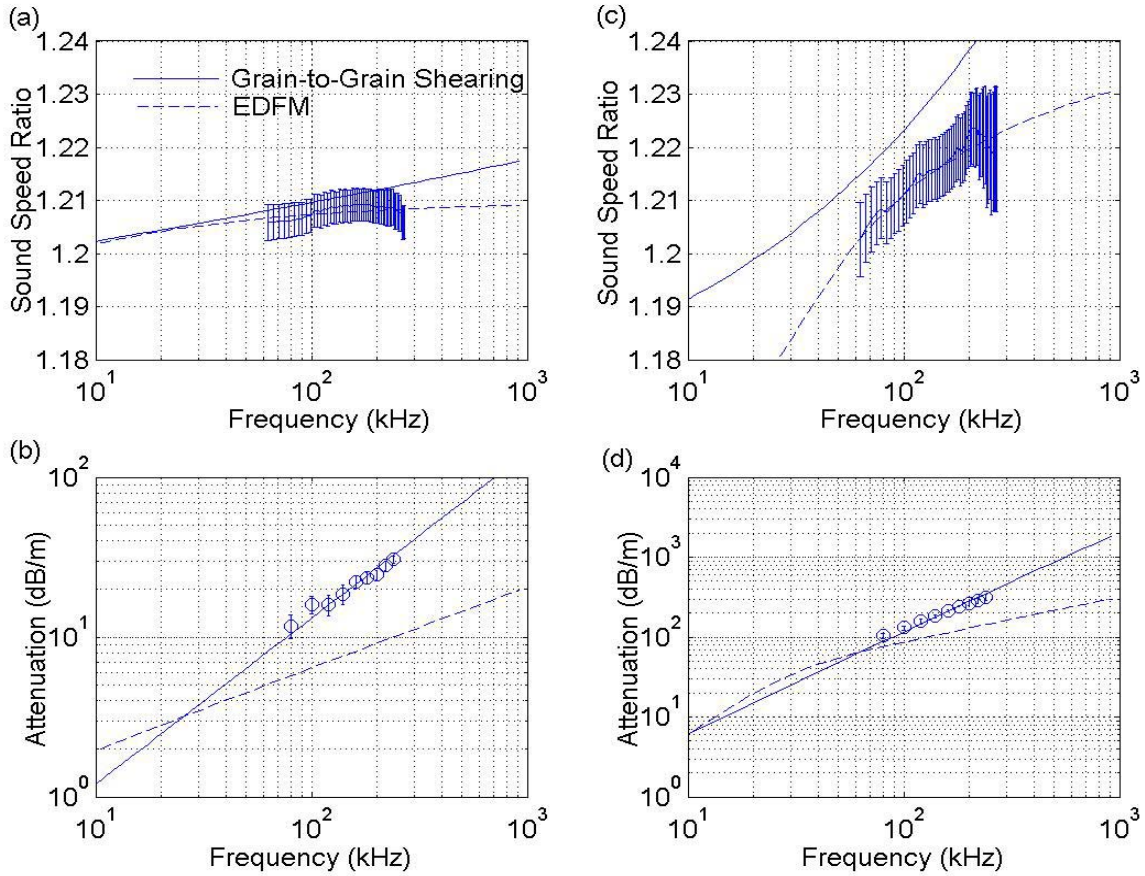 (a)
1.24
1.23
1.22
1.21
1.2
1.19
1.18
Sound Speed Ratio
Grain-to-Grain Shearing
EDFM
10^1
10^2
10^3
Frequency (kHz)
(c)
1.24
1.23
1.22
1.21
1.2
1.19
1.18
Sound Speed Ratio
10^1
10^2
10^3
Frequency (kHz)
(b)
10^2
10^1
10^0
Attenuation (dB/m)
10^1
10^2
10^3
Frequency (kHz)
(d)
10^4
10^3
10^2
10^1
10^0
Attenuation (dB/m)
10^1
10^2
10^3
Frequency (kHz)